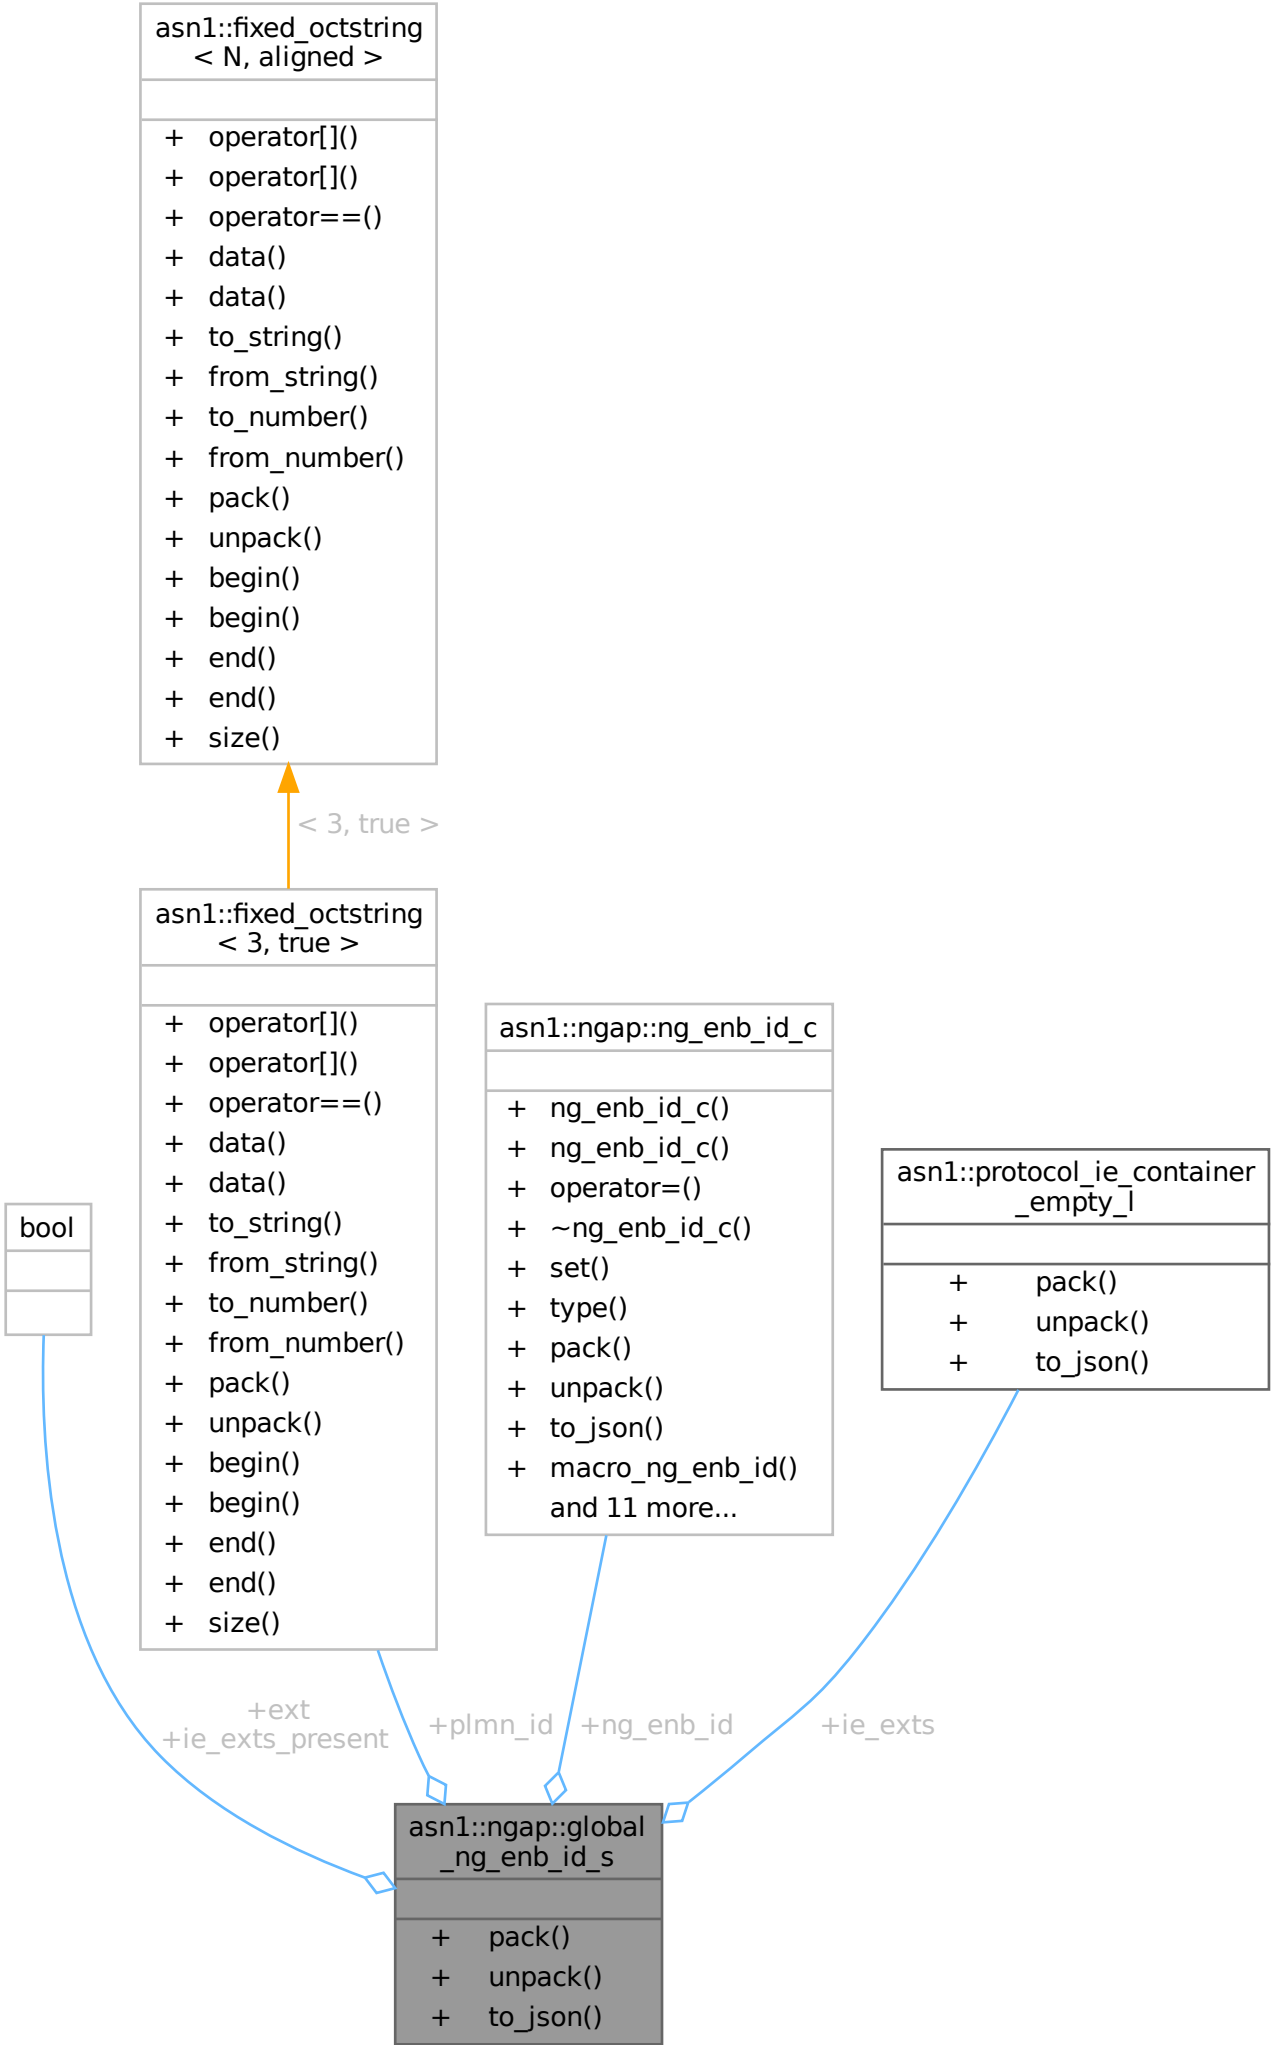 asn1::fixed_octstring
< N, aligned >
+ operator[]()
+ operator[]()
+ operator==()
+ data()
+ data()
+ to_string()
+ from_string()
+ to_number()
+ from_number()
+ pack()
+ unpack()
+ begin()
+ begin()
+ end()
+ end()
+ size()
< 3, true >
asn1::fixed_octstring
< 3, true >
+ operator[]()
+ operator[]()
+ operator==()
+ data()
+ data()
+ to_string()
+ from_string()
+ to_number()
+ from_number()
+ pack()
+ unpack()
+ begin()
+ begin()
+ end()
+ end()
+ size()
asn1::ngap::ng_enb_id_c
+ ng_enb_id_c()
+ ng_enb_id_c()
+ operator=()
+ ~ng_enb_id_c()
+ set()
+ type()
+ pack()
+ unpack()
+ to_json()
+ macro_ng_enb_id()
and 11 more...
asn1::protocol_ie_container
_empty_l
+ pack()
+ unpack()
+ to_json()
bool
+ext
+ie_exts_present
+plmn_id
+ng_enb_id
+ie_exts
asn1::ngap::global
_ng_enb_id_s
+ pack()
+ unpack()
+ to_json()